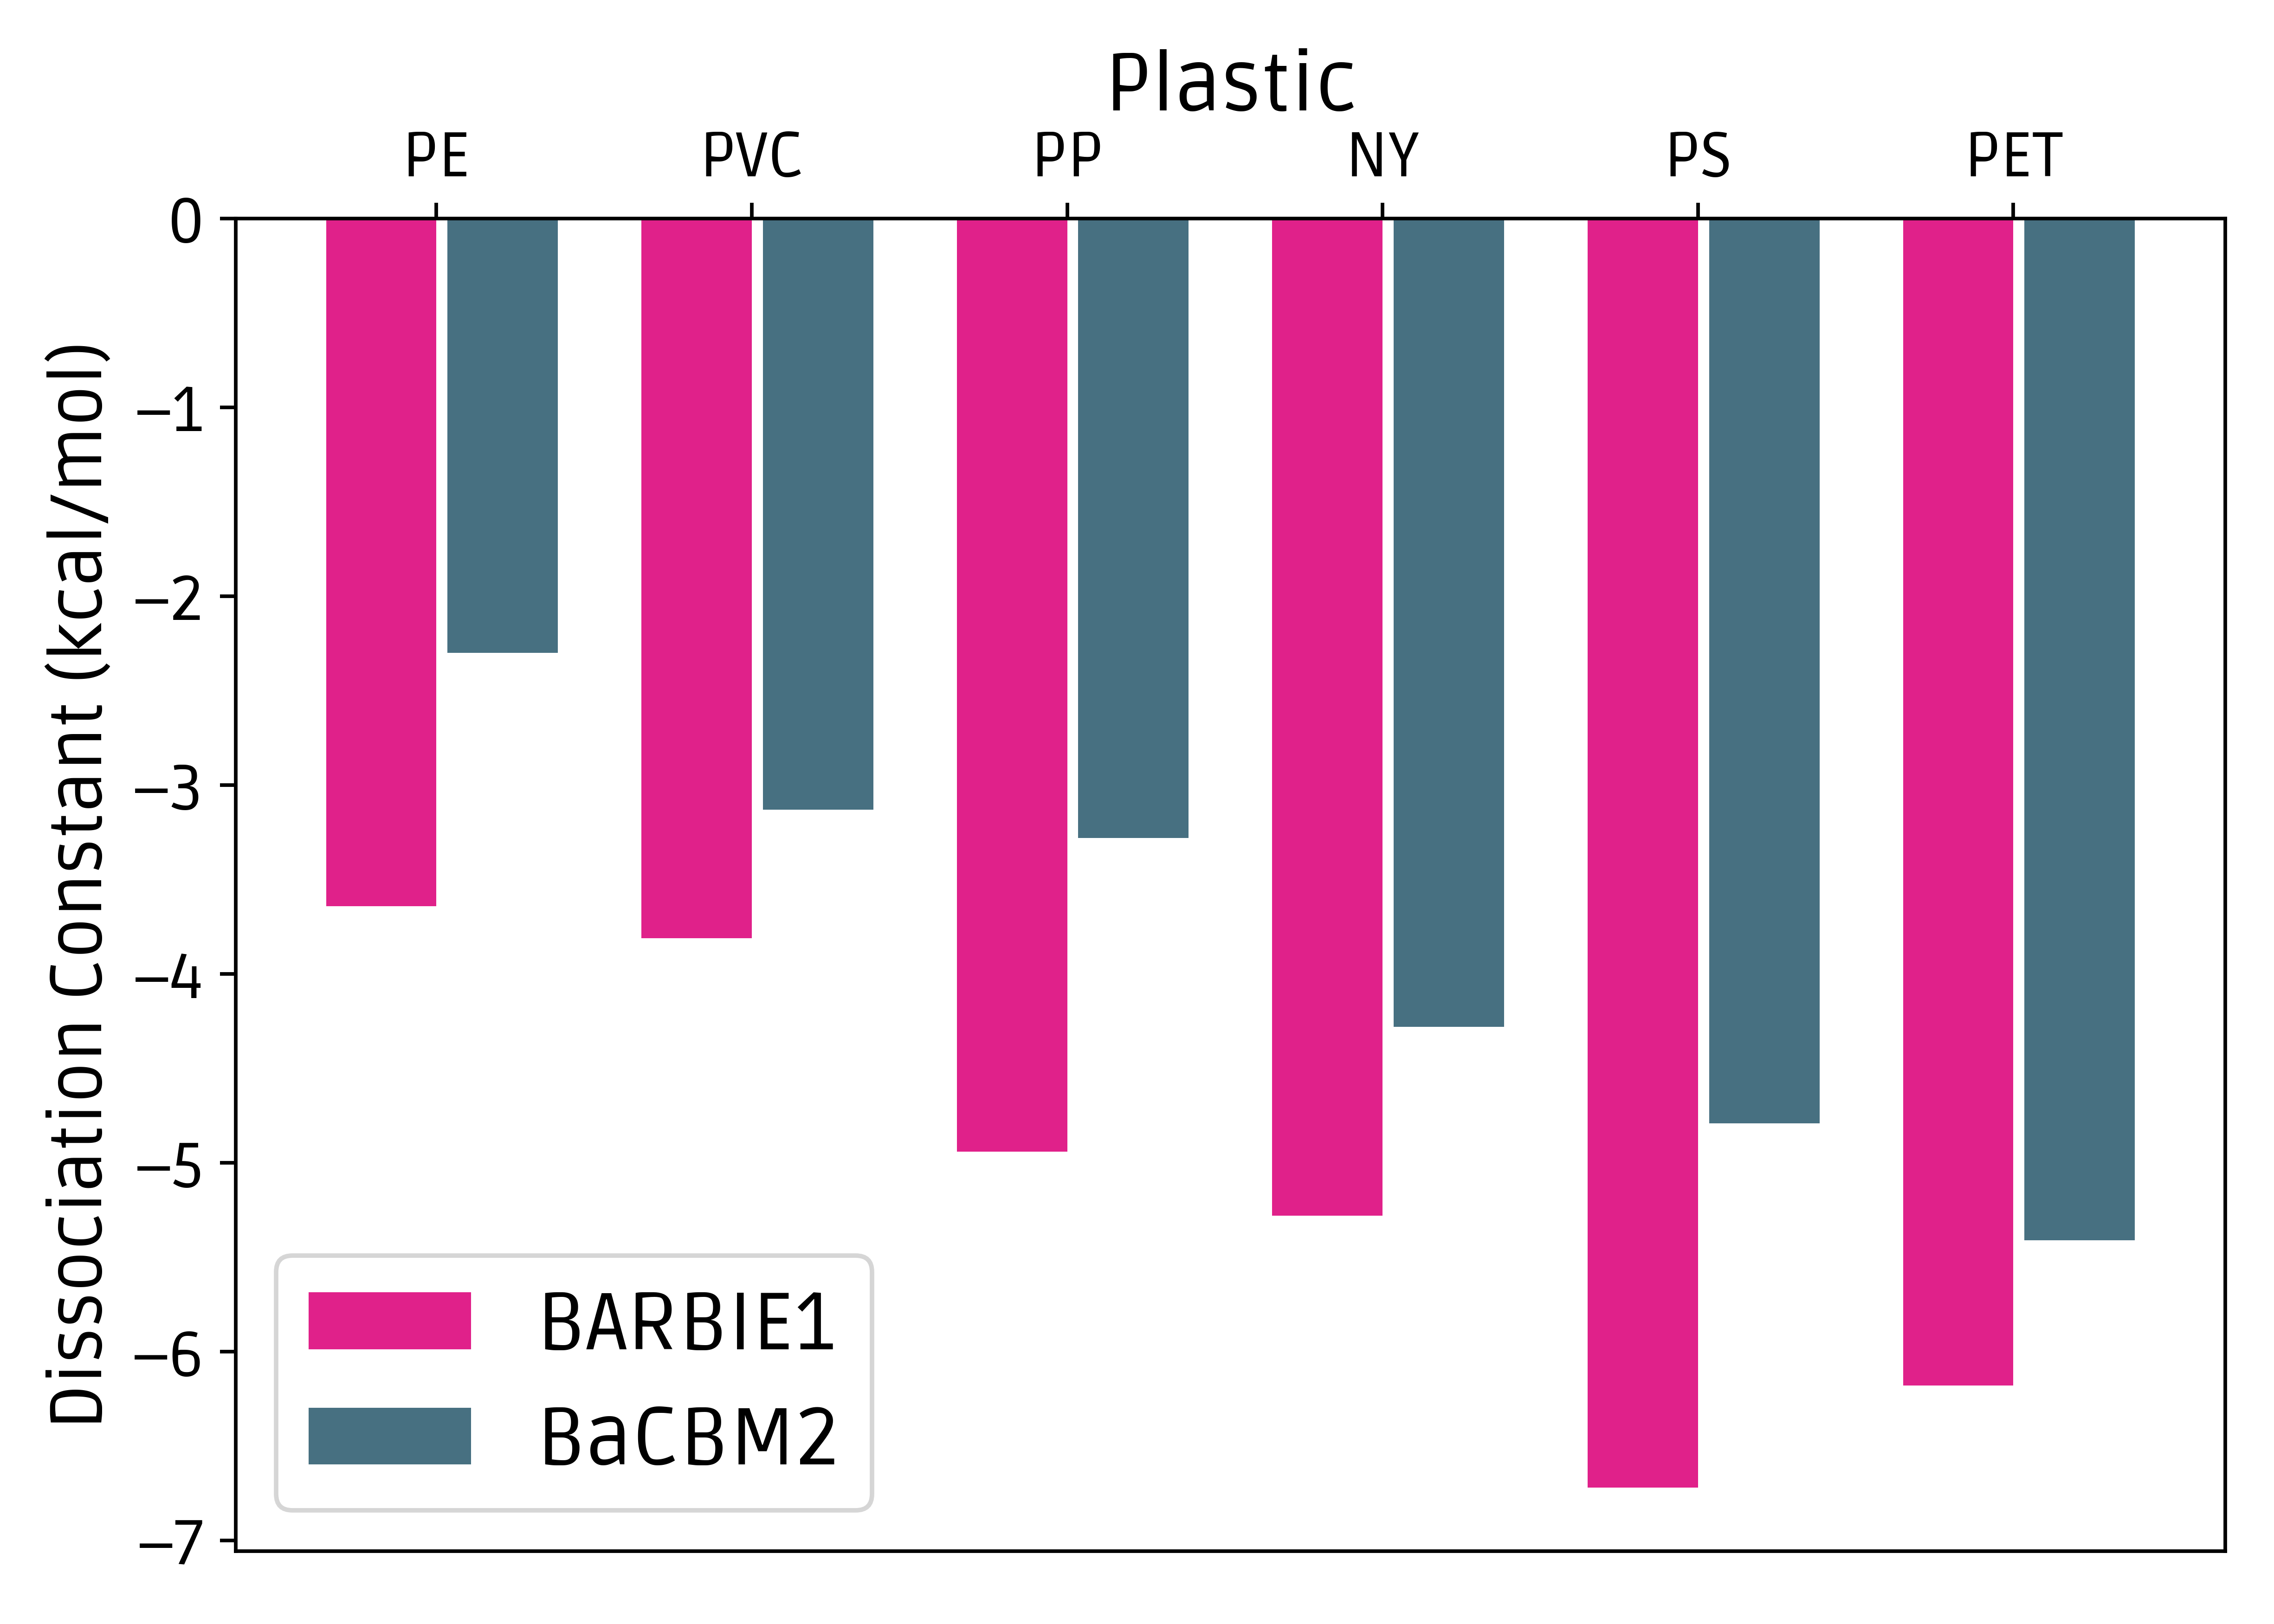 Plastic
PE PVC PP NY PS PET
Dissociation Constant (kcal/mol)
0
−1
−2
−3
−4
−5
−6
−7
BARBIE1
BaCBM2